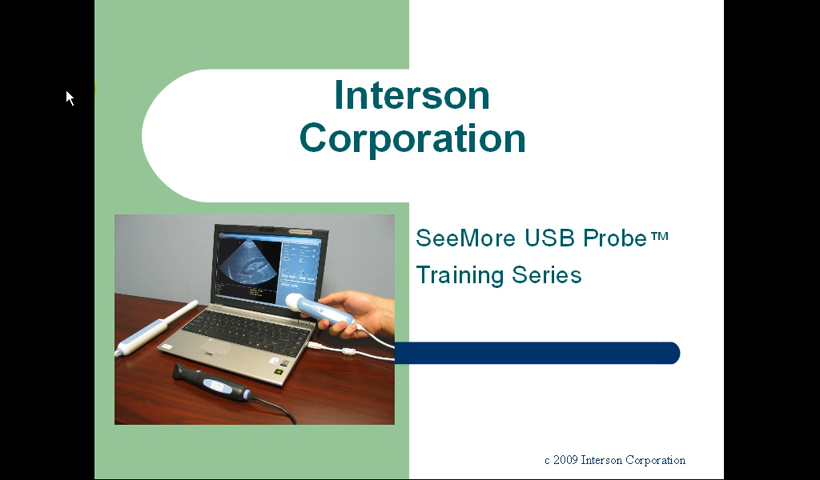 Interson
Corporation
SeeMore USB Probe™
Training Series
c 2009 Interson Corporation